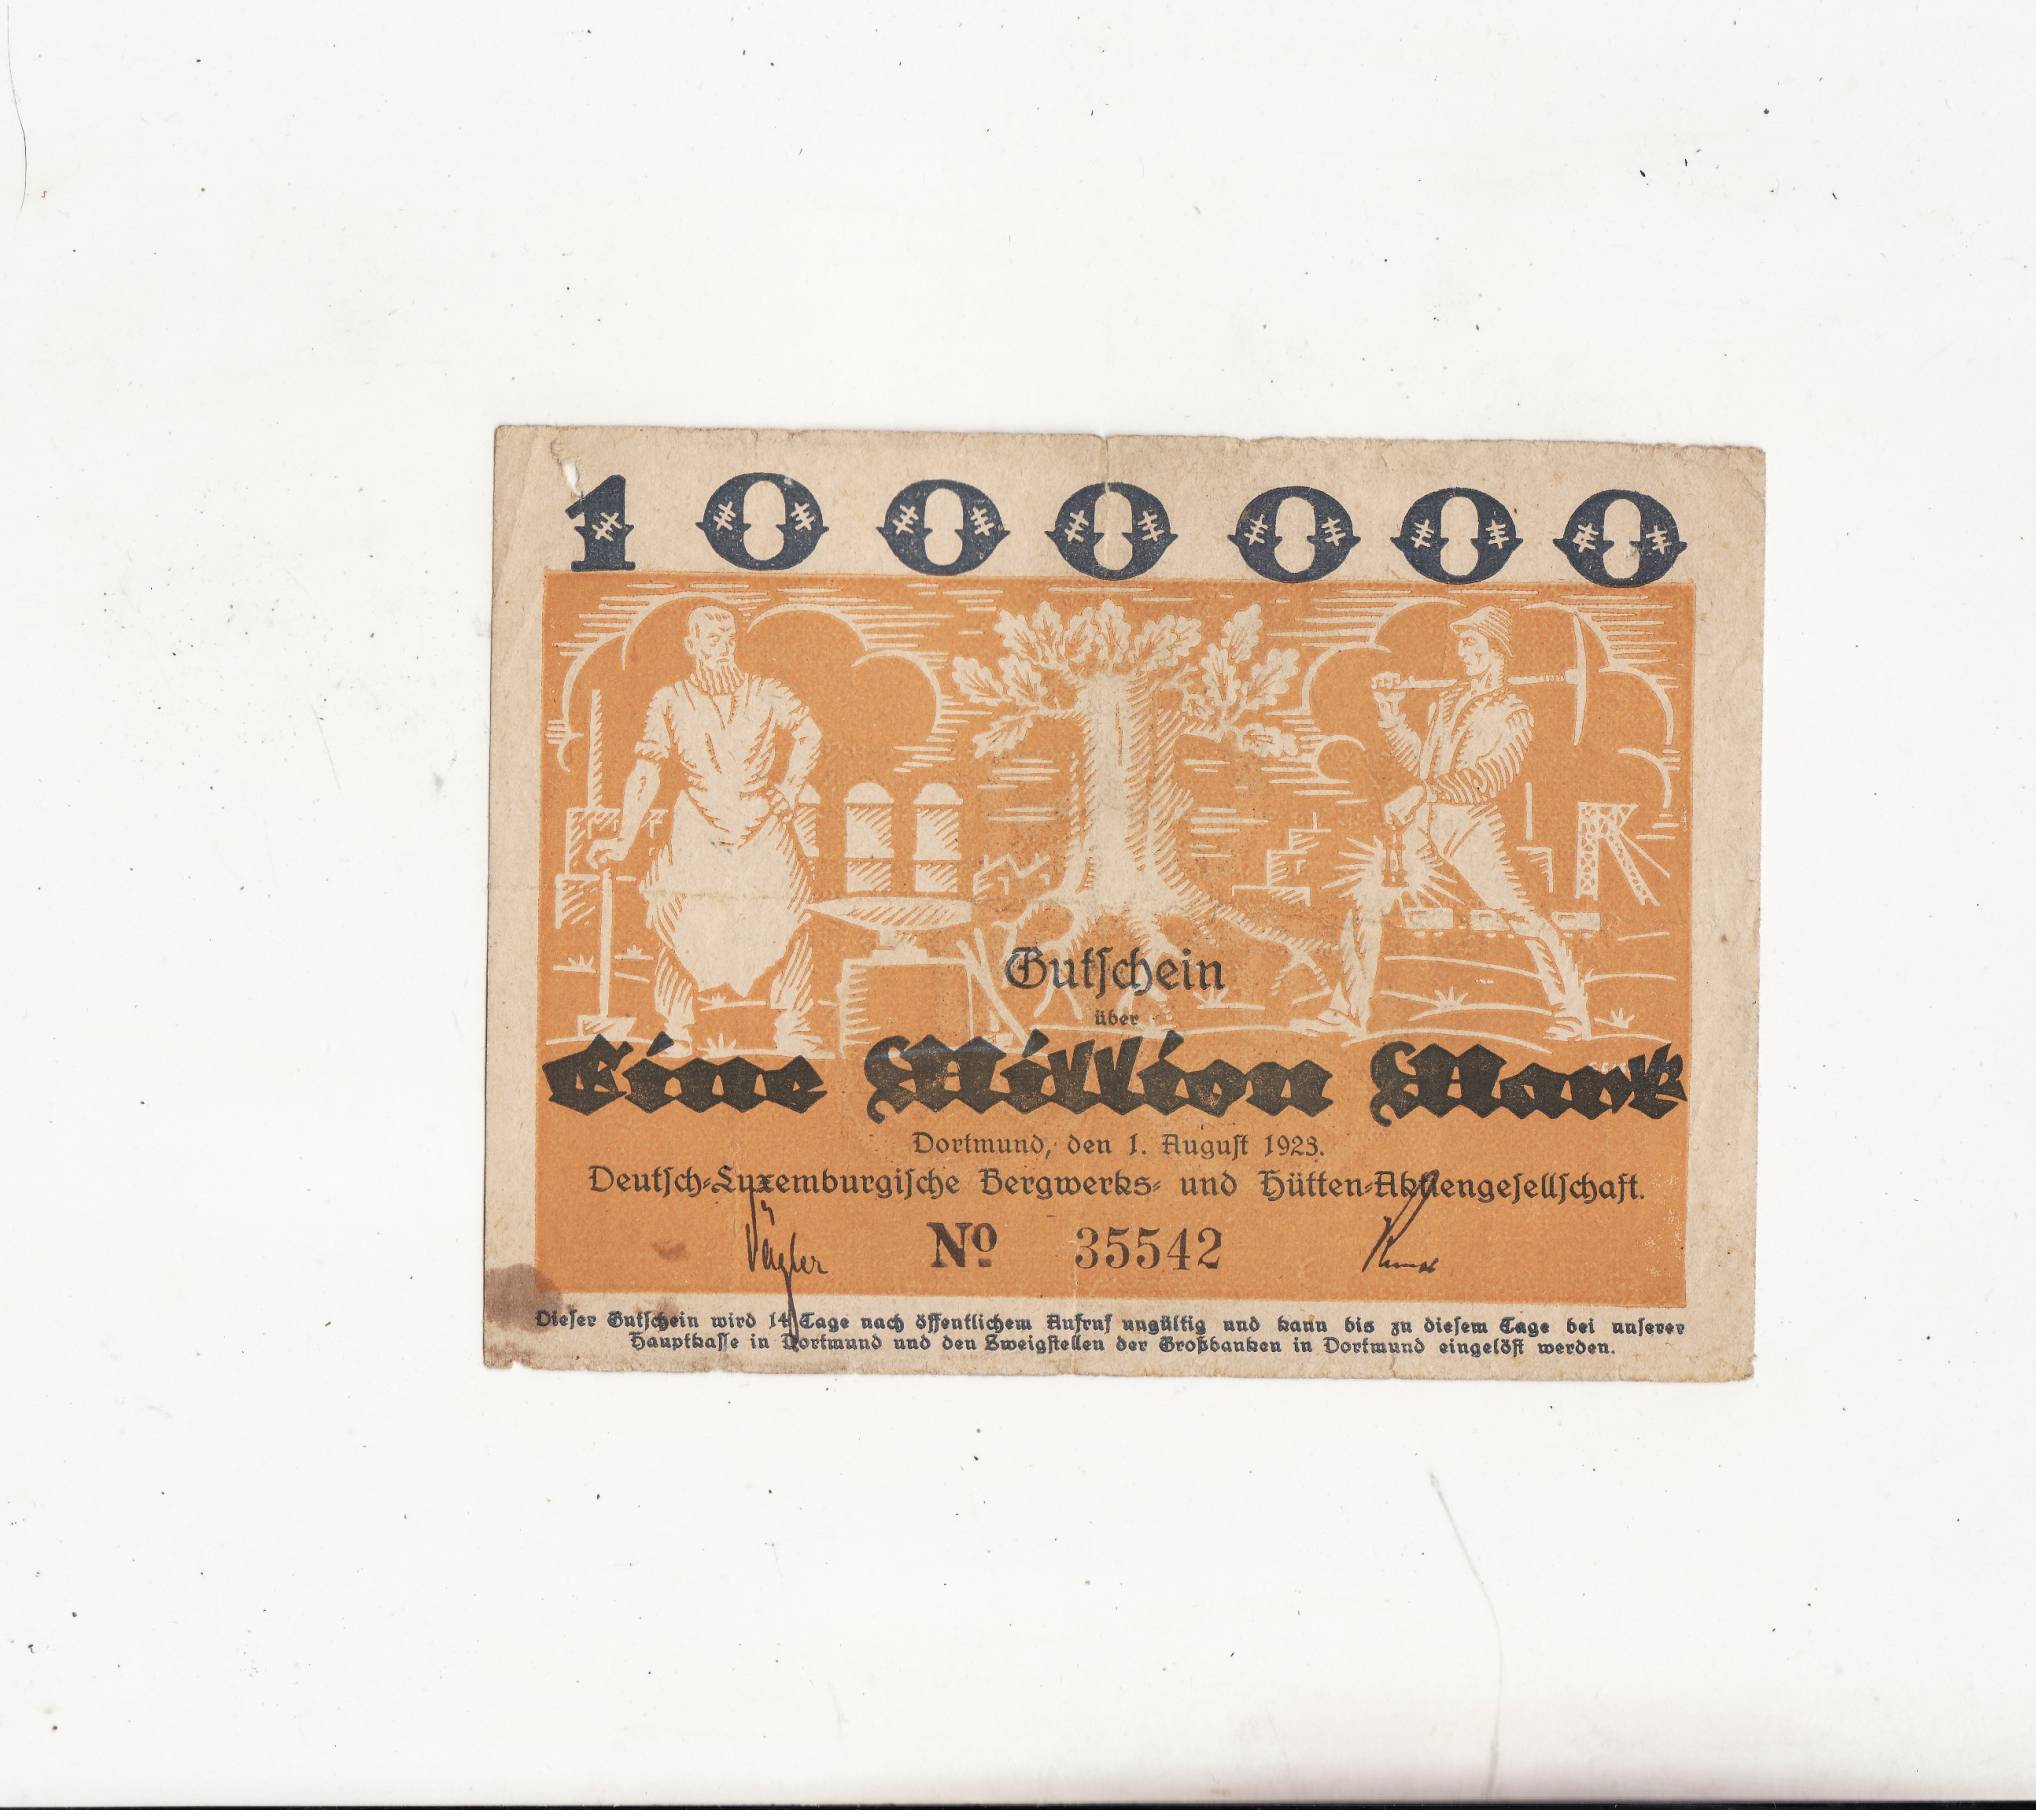 1000000
Gutschein
über
Eine Million Mark
Dortmund, den 1. August 1923.
Deutsch-Luxemburgische Bergwerks- und Hütten-Aktiengesellschaft.
Vögler
No 35542
Dieser Gutschein wird 14 Tage nach öffentlichem Aufruf ungültig und kann bis zu diesem Tage bei unserer
Hauptkasse in Dortmund und den Zweigstellen der Großbanken in Dortmund eingelöst werden.